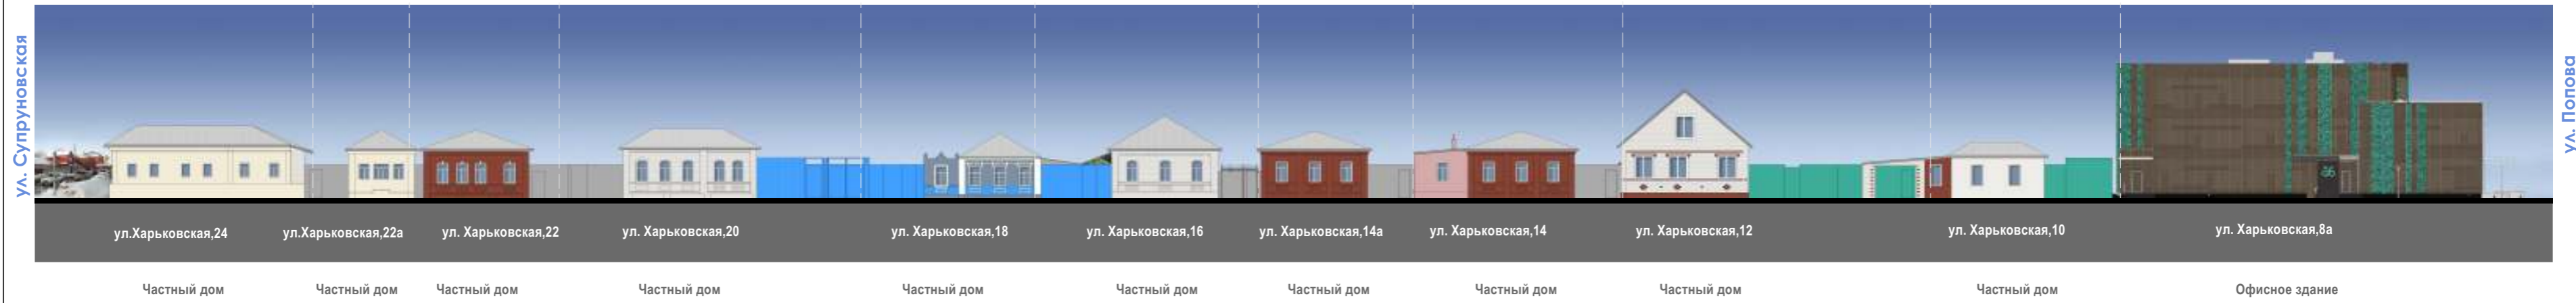 ул. Супруновская
ул. Попова
ул.Харьковская,24
ул.Харьковская,22а
ул. Харьковская,22
ул. Харьковская,20
ул. Харьковская,18
ул. Харьковская,16
ул. Харьковская,14а
ул. Харьковская,14
ул. Харьковская,12
ул. Харьковская,10
ул. Харьковская,8а
Частный дом
Частный дом
Частный дом
Частный дом
Частный дом
Частный дом
Частный дом
Частный дом
Частный дом
Частный дом
Офисное здание